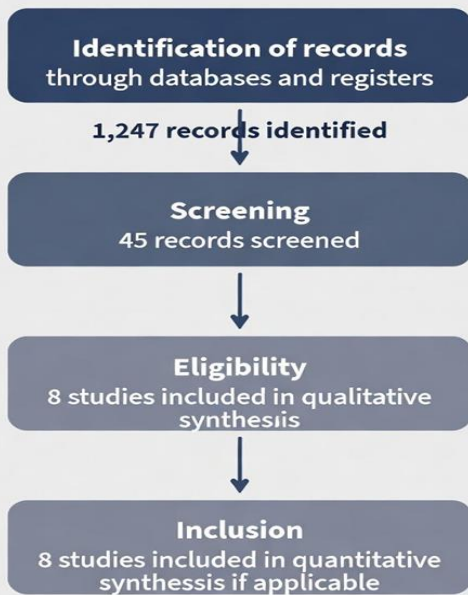 Identification of records
through databases and registers
1,247 records identified
Screening
45 records screened
Eligibility
8 studies included in qualitative
synthesis
Inclusion
8 studies included in quantitative
synthessis if applicable